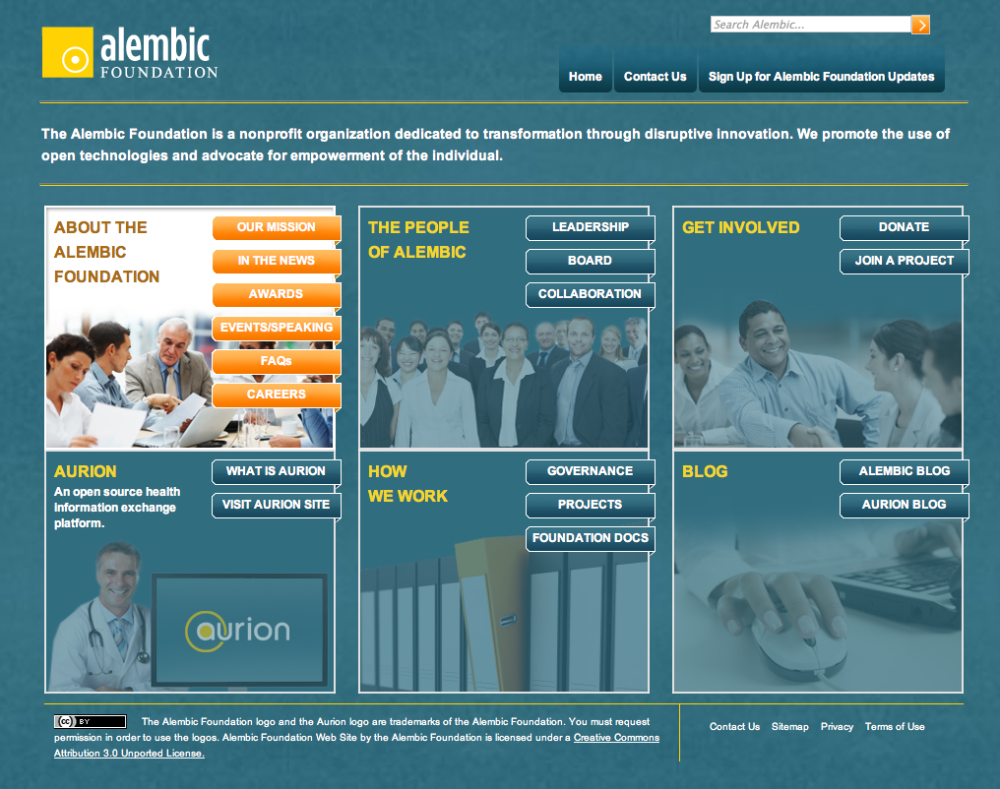 alembic
FOUNDATION
Search Alembic...
Home
Contact Us
Sign Up for Alembic Foundation Updates
The Alembic Foundation is a nonprofit organization dedicated to transformation through disruptive innovation. We promote the use of
open technologies and advocate for empowerment of the individual.
ABOUT THE
ALEMBIC
FOUNDATION
OUR MISSION
IN THE NEWS
AWARDS
EVENTS/SPEAKING
FAQs
CAREERS
THE PEOPLE
OF ALEMBIC
LEADERSHIP
BOARD
COLLABORATION
GET INVOLVED
DONATE
JOIN A PROJECT
AURION
An open source health
information exchange
platform.
WHAT IS AURION
VISIT AURION SITE
aurion
HOW
WE WORK
GOVERNANCE
PROJECTS
FOUNDATION DOCS
BLOG
ALEMBIC BLOG
AURION BLOG
cc BY
The Alembic Foundation logo and the Aurion logo are trademarks of the Alembic Foundation. You must request
permission in order to use the logos. Alembic Foundation Web Site by the Alembic Foundation is licensed under a Creative Commons
Attribution 3.0 Unported License.
Contact Us
Sitemap
Privacy
Terms of Use